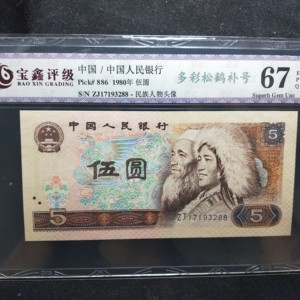 宝鑫评级
BAO XIN GRADING
中国 / 中国人民银行
Pick# 886 1980年 伍圆
S/N ZJ17193288 - 民族人物头像
多彩松鹤补号
67
EPQ
Superb Gem Unc
中国人民银行
5
伍圆
5
ZJ17193288